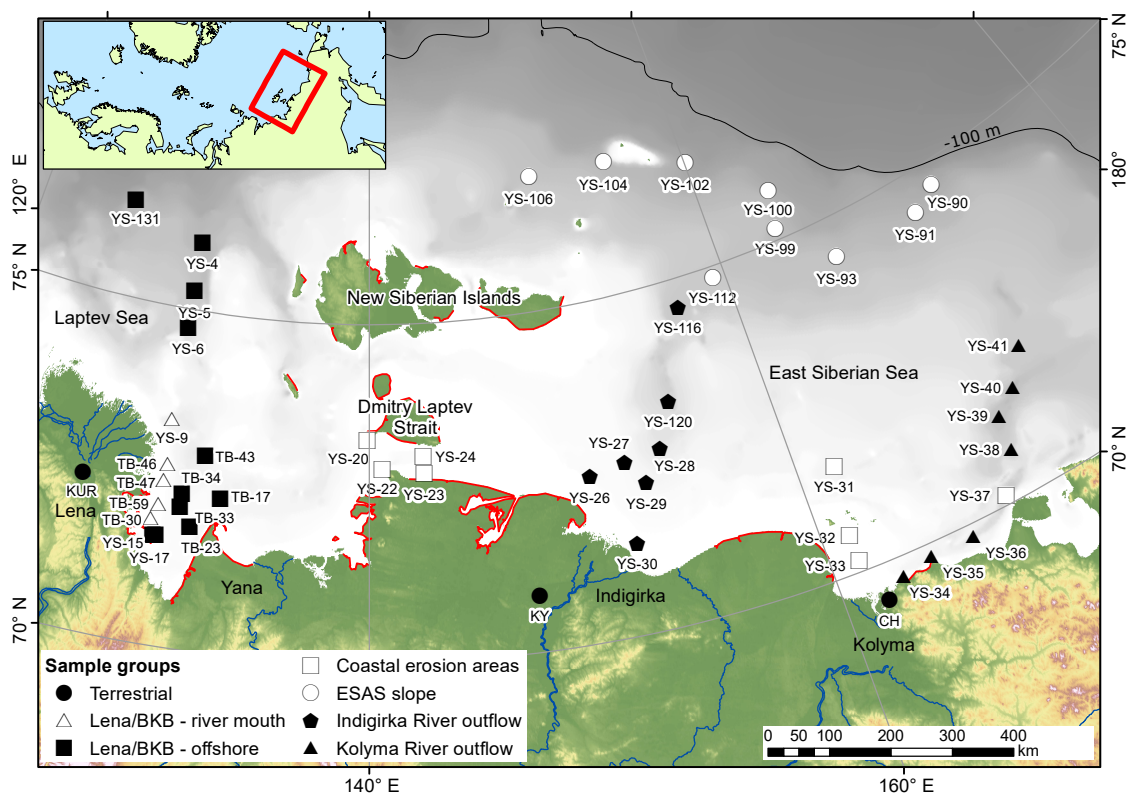 75° N
-100 m
180°
120° E
75° N
YS-106
YS-104
YS-102
YS-100
YS-99
YS-90
YS-91
YS-93
YS-112
YS-116
YS-131
YS-4
YS-5
YS-6
Laptev Sea
New Siberian Islands
East Siberian Sea
YS-41
YS-40
YS-39
YS-38
YS-37
70° N
Dmitry Laptev
Strait
YS-120
YS-9
TB-43
TB-46
TB-47
TB-34
TB-17
TB-59
TB-30
TB-33
YS-15
YS-17
TB-23
KUR
Lena
YS-20
YS-24
YS-22
YS-23
YS-27
YS-28
YS-26
YS-29
YS-30
YS-31
YS-32
YS-33
YS-36
YS-35
YS-34
Yana
KY
Indigirka
CH
Kolyma
70° N
Sample groups
Terrestrial
Lena/BKB - river mouth
Lena/BKB - offshore
Coastal erosion areas
ESAS slope
Indigirka River outflow
Kolyma River outflow
0 50 100 200 300 400
km
140° E
160° E